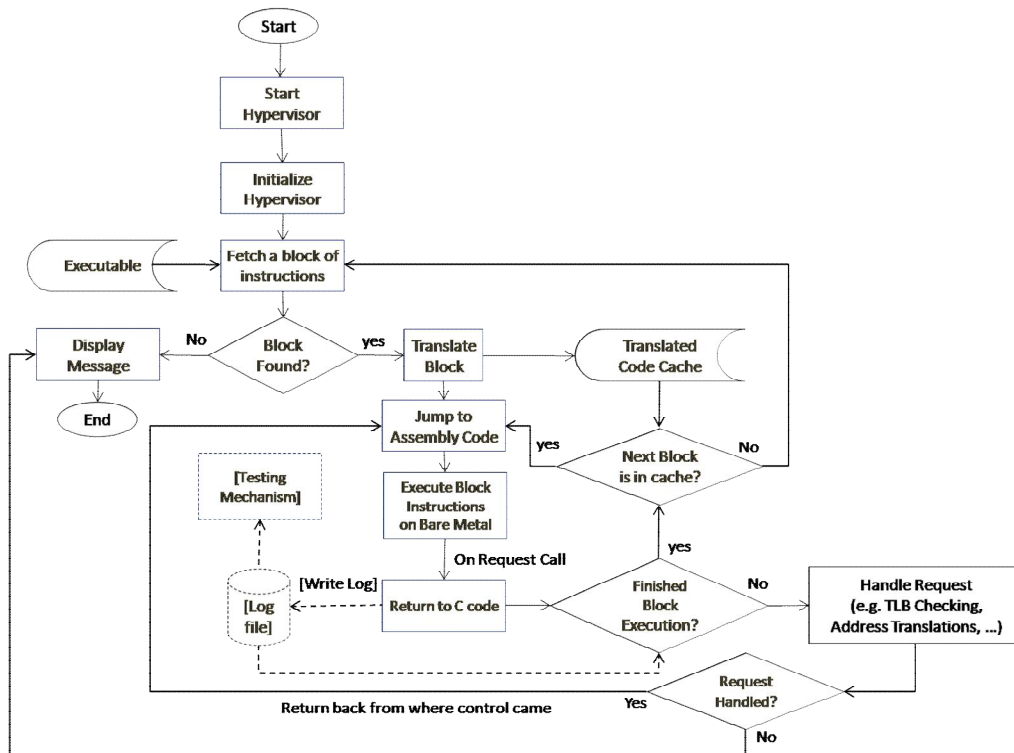 Start
Start
Hypervisor
Initialize
Hypervisor
Executable
Fetch a block of
instructions
No
Block
Found?
yes
Display
Message
End
Translate
Block
Translated
Code Cache
Jump to
Assembly Code
yes
Next Block
is in cache?
No
[Testing
Mechanism]
Execute Block
Instructions
on Bare Metal
On Request Call
yes
[Write Log]
[Log
file]
Return to C code
Finished
Block
Execution?
No
Handle Request
(e.g. TLB Checking,
Address Translations, ...)
Request
Handled?
Yes
Return back from where control came
No